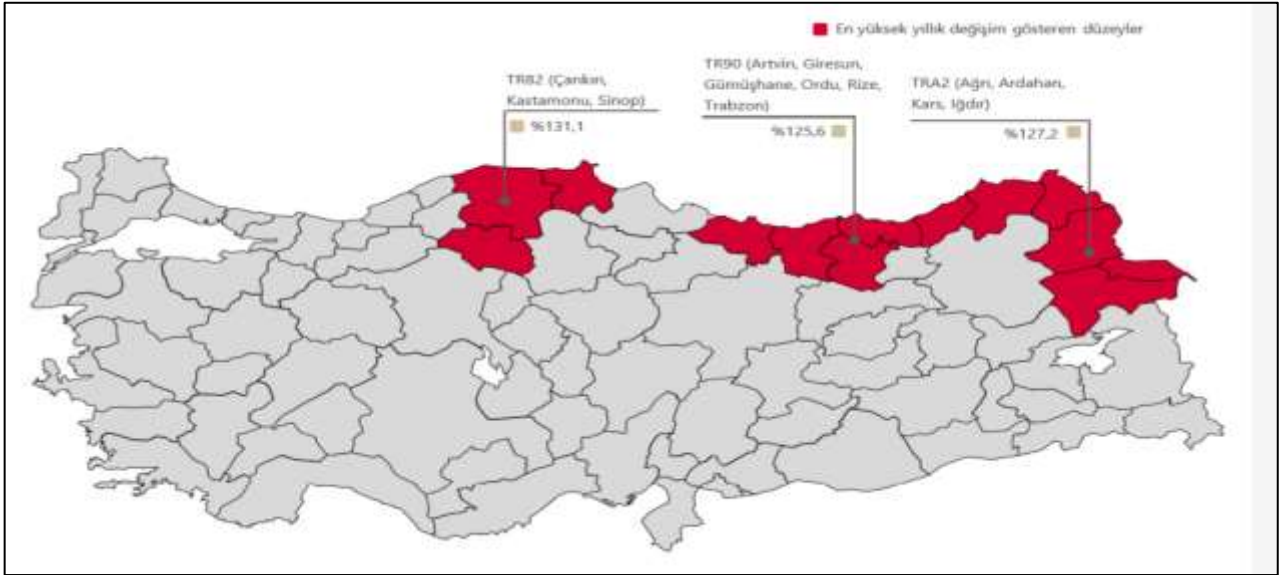 En yüksek yıllık değişim gösteren düzeyler
TR82 (Çankırı,
Kastamonu, Sinop)
%131,1
TR90 (Artvin, Giresun,
Gümüşhane, Ordu, Rize,
Trabzon)
%125,6
TRA2 (Ağrı, Ardahan,
Kars, Iğdır)
%127,2